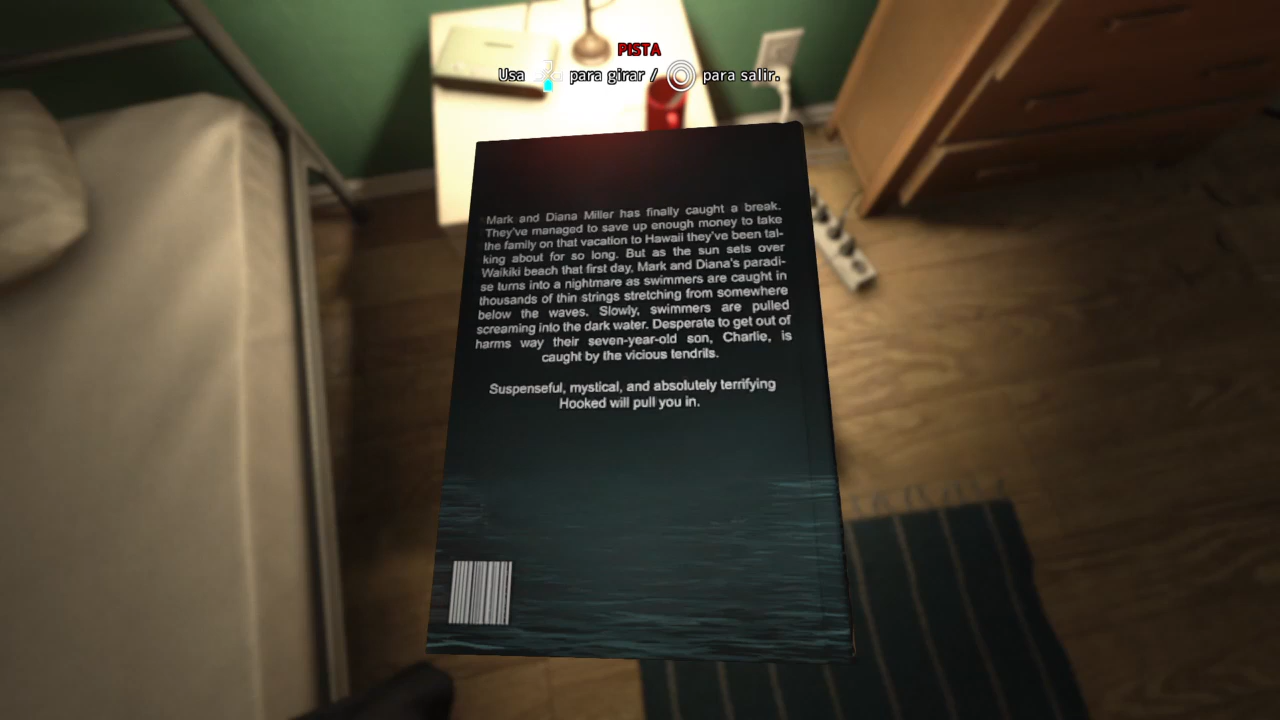 PISTA
Usa para girar / para salir.
Mark and Diana Miller has finally caught a break.
They've managed to save up enough money to take
the family on that vacation to Hawaii they've been tal-
king about for so long. But as the sun sets over
Waikiki beach that first day, Mark and Diana's paradi-
se turns into a nightmare as swimmers are caught in
thousands of thin strings stretching from somewhere
below the waves. Slowly, swimmers are pulled
screaming into the dark water. Desperate to get out of
harms way their seven-year-old son, Charlie, is
caught by the vicious tendrils.
Suspenseful, mystical, and absolutely terrifying
Hooked will pull you in.